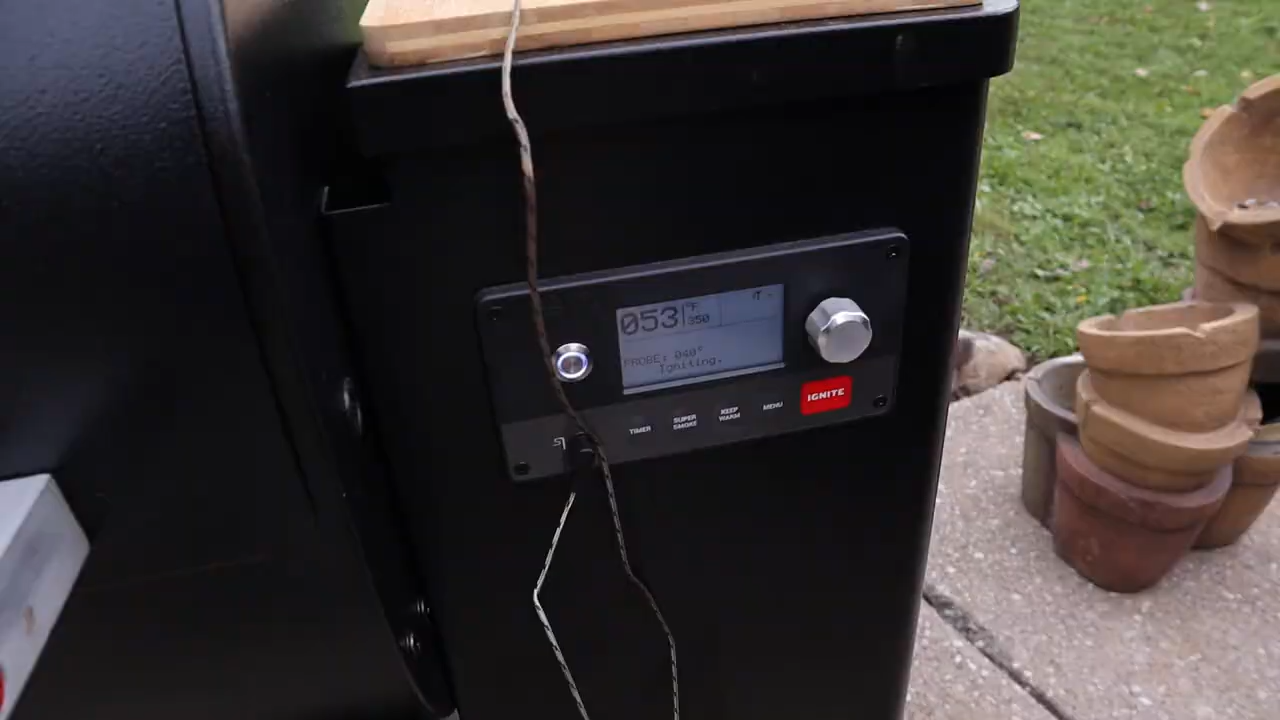 053 °F
350
PROBE: 040°
Igniting.
TIMER
SUPER
SMOKE
KEEP
WARM
MENU
IGNITE